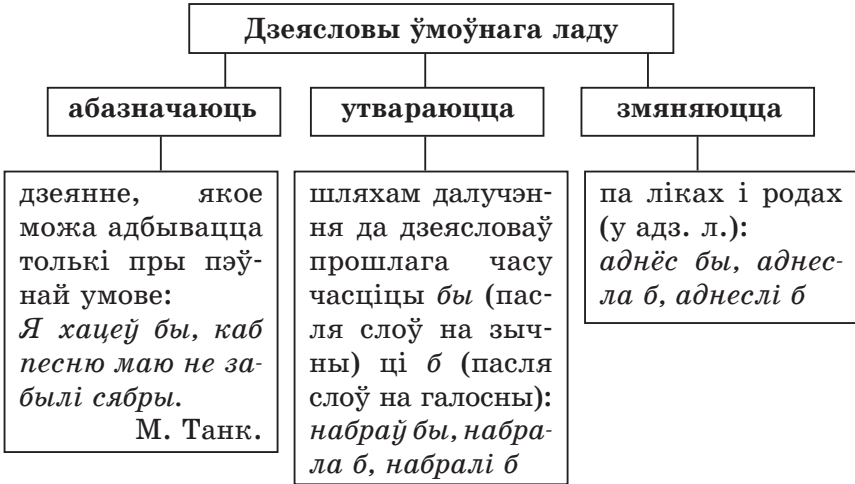 Дзеясловы ўмоўнага ладу
абазначаюць
дзеянне, якое
можа адбывацца
толькі пры пэў-
най умове:
Я хацеў бы, каб
песню маю не за-
былі сябры.
М. Танк.
утвараюцца
шляхам далучэн-
ня да дзеясловаў
прошлага часу
часціцы бы (пас-
ля слоў на зыч-
ны) ці б (пасля
слоў на галосны):
набраў бы, набра-
ла б, набралі б
змяняюцца
па ліках і родах
(у адз. л.):
аднёс бы, аднес-
ла б, аднеслі б